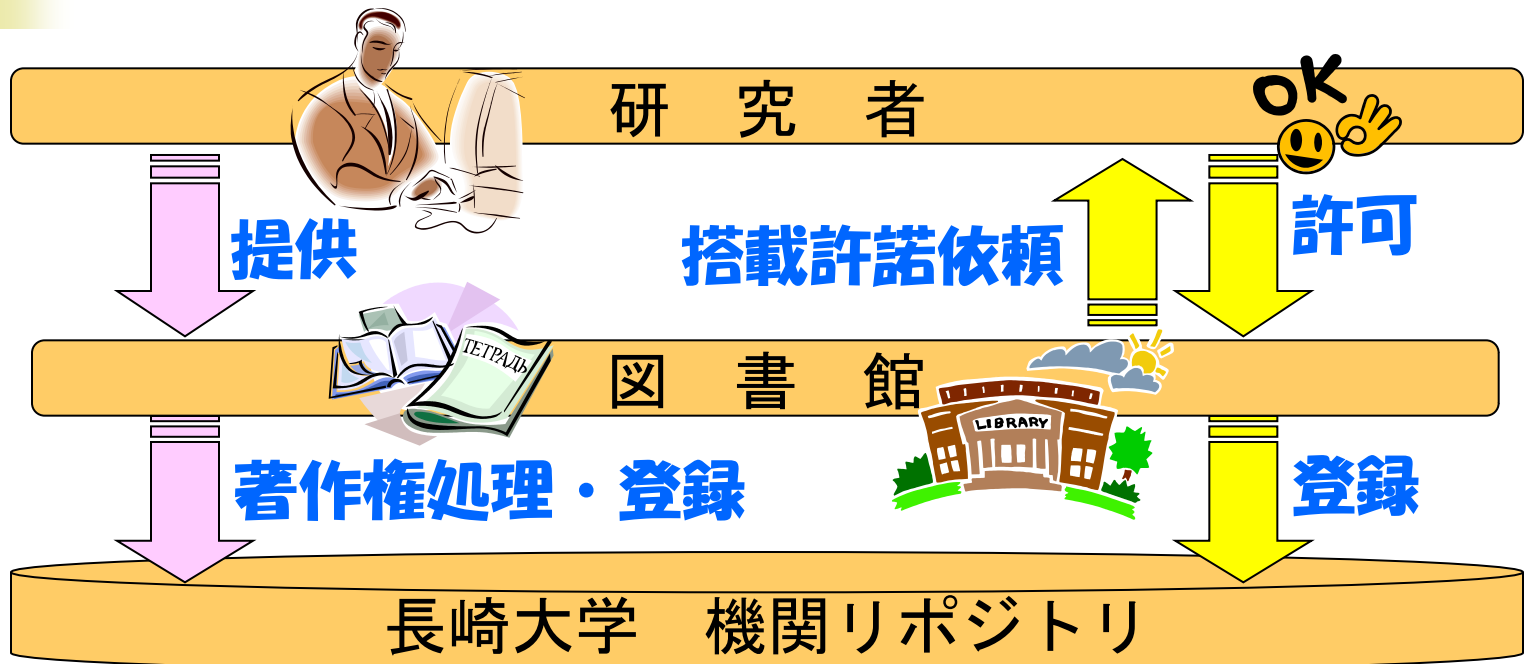 研究者
OK
提供
搭載許諾依頼
許可
ТЕТРАДЬ
図書館
LIBRARY
著作権処理・登録
登録
長崎大学 機関リポジトリ